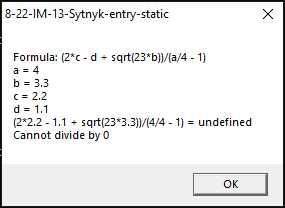 8-22-IM-13-Sytnyk-entry-static
Formula: (2*c - d + sqrt(23*b))/(a/4 - 1)
a = 4
b = 3.3
c = 2.2
d = 1.1
(2*2.2 - 1.1 + sqrt(23*3.3))/(4/4 - 1) = undefined
Cannot divide by 0
OK